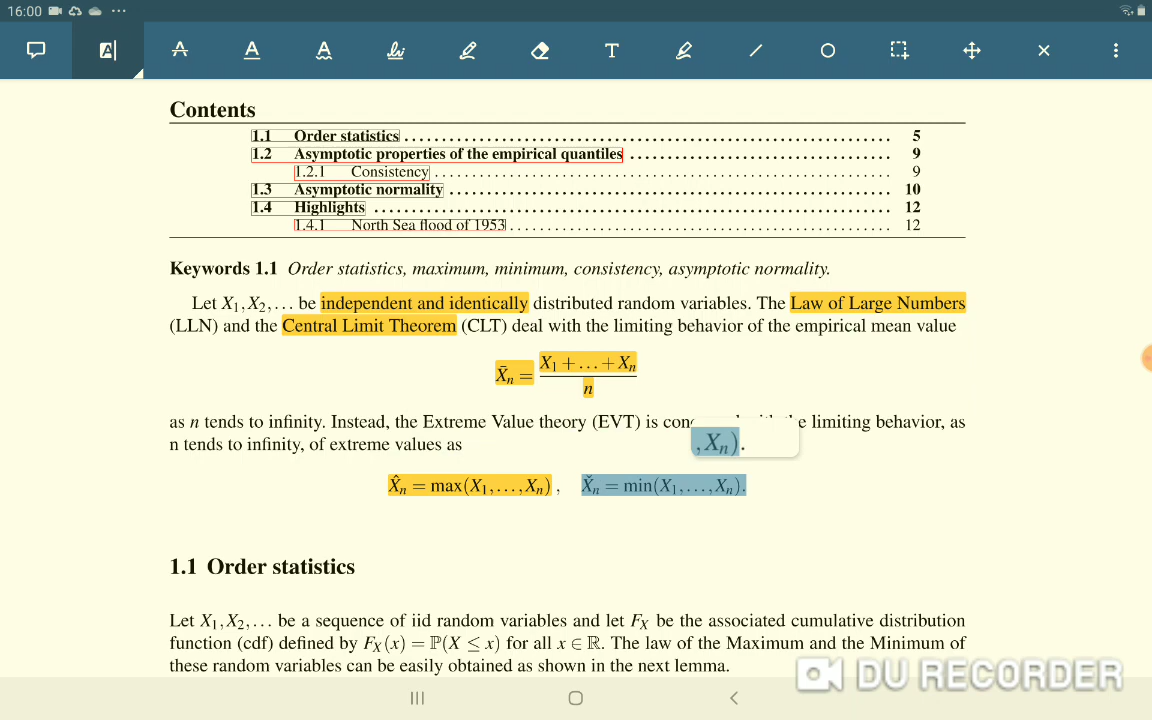 16:00
Contents
1.1 Order statistics 5
1.2 Asymptotic properties of the empirical quantiles 9
1.2.1 Consistency 9
1.3 Asymptotic normality 10
1.4 Highlights 12
1.4.1 North Sea flood of 1953 12
Keywords 1.1 Order statistics, maximum, minimum, consistency, asymptotic normality.
Let X₁, X₂, ... be independent and identically distributed random variables. The Law of Large Numbers
(LLN) and the Central Limit Theorem (CLT) deal with the limiting behavior of the empirical mean value
X̄ₙ = (X₁ + ... + Xₙ) / n
as n tends to infinity. Instead, the Extreme Value theory (EVT) is the limiting behavior, as
, Xₙ).
n tends to infinity, of extreme values as
X̂ₙ = max(X₁, ..., Xₙ) , X̌ₙ = min(X₁, ..., Xₙ).
1.1 Order statistics
Let X₁, X₂, ... be a sequence of iid random variables and let F_X be the associated cumulative distribution
function (cdf) defined by F_X(x) = ℙ(X ≤ x) for all x ∈ ℝ. The law of the Maximum and the Minimum of
these random variables can be easily obtained as shown in the next lemma.
DU RECORDER